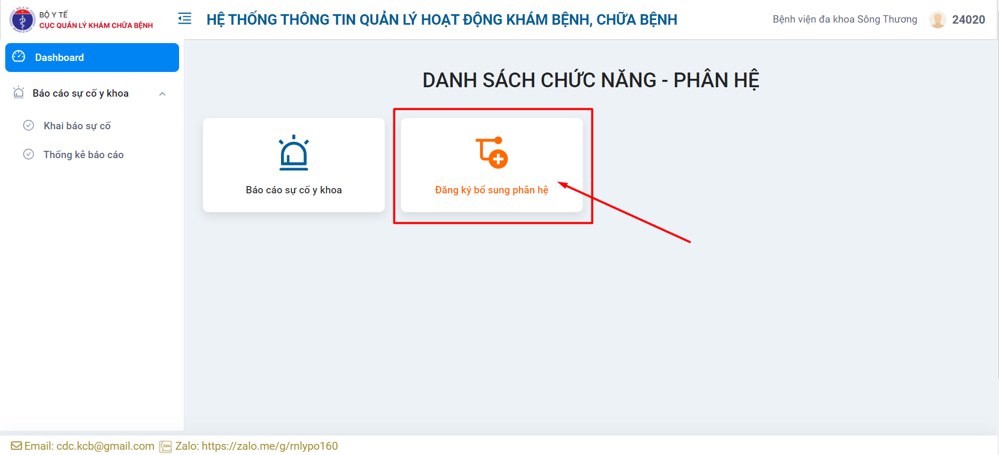 BỘ Y TẾ
CỤC QUẢN LÝ KHÁM CHỮA BỆNH
HỆ THỐNG THÔNG TIN QUẢN LÝ HOẠT ĐỘNG KHÁM BỆNH, CHỮA BỆNH
Bệnh viện đa khoa Sông Thương
24020
Dashboard
Báo cáo sự cố y khoa
Khai báo sự cố
Thống kê báo cáo
DANH SÁCH CHỨC NĂNG - PHÂN HỆ
Báo cáo sự cố y khoa
Đăng ký bổ sung phân hệ
Email: cdc.kcb@gmail.com Zalo: https://zalo.me/g/rnlypo160